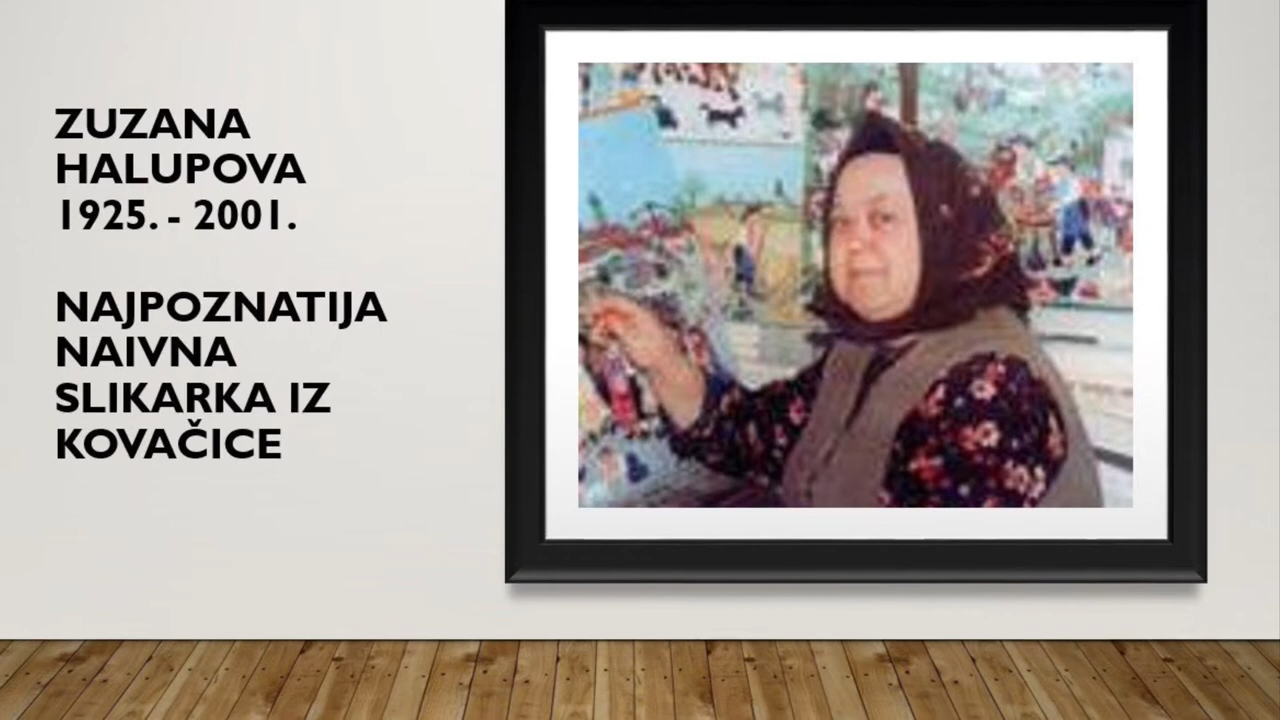 ZUZANA
HALUPOVA
1925. - 2001.
NAJPOZNATIJA
NAIVNA
SLIKARKA IZ
KOVAČICE